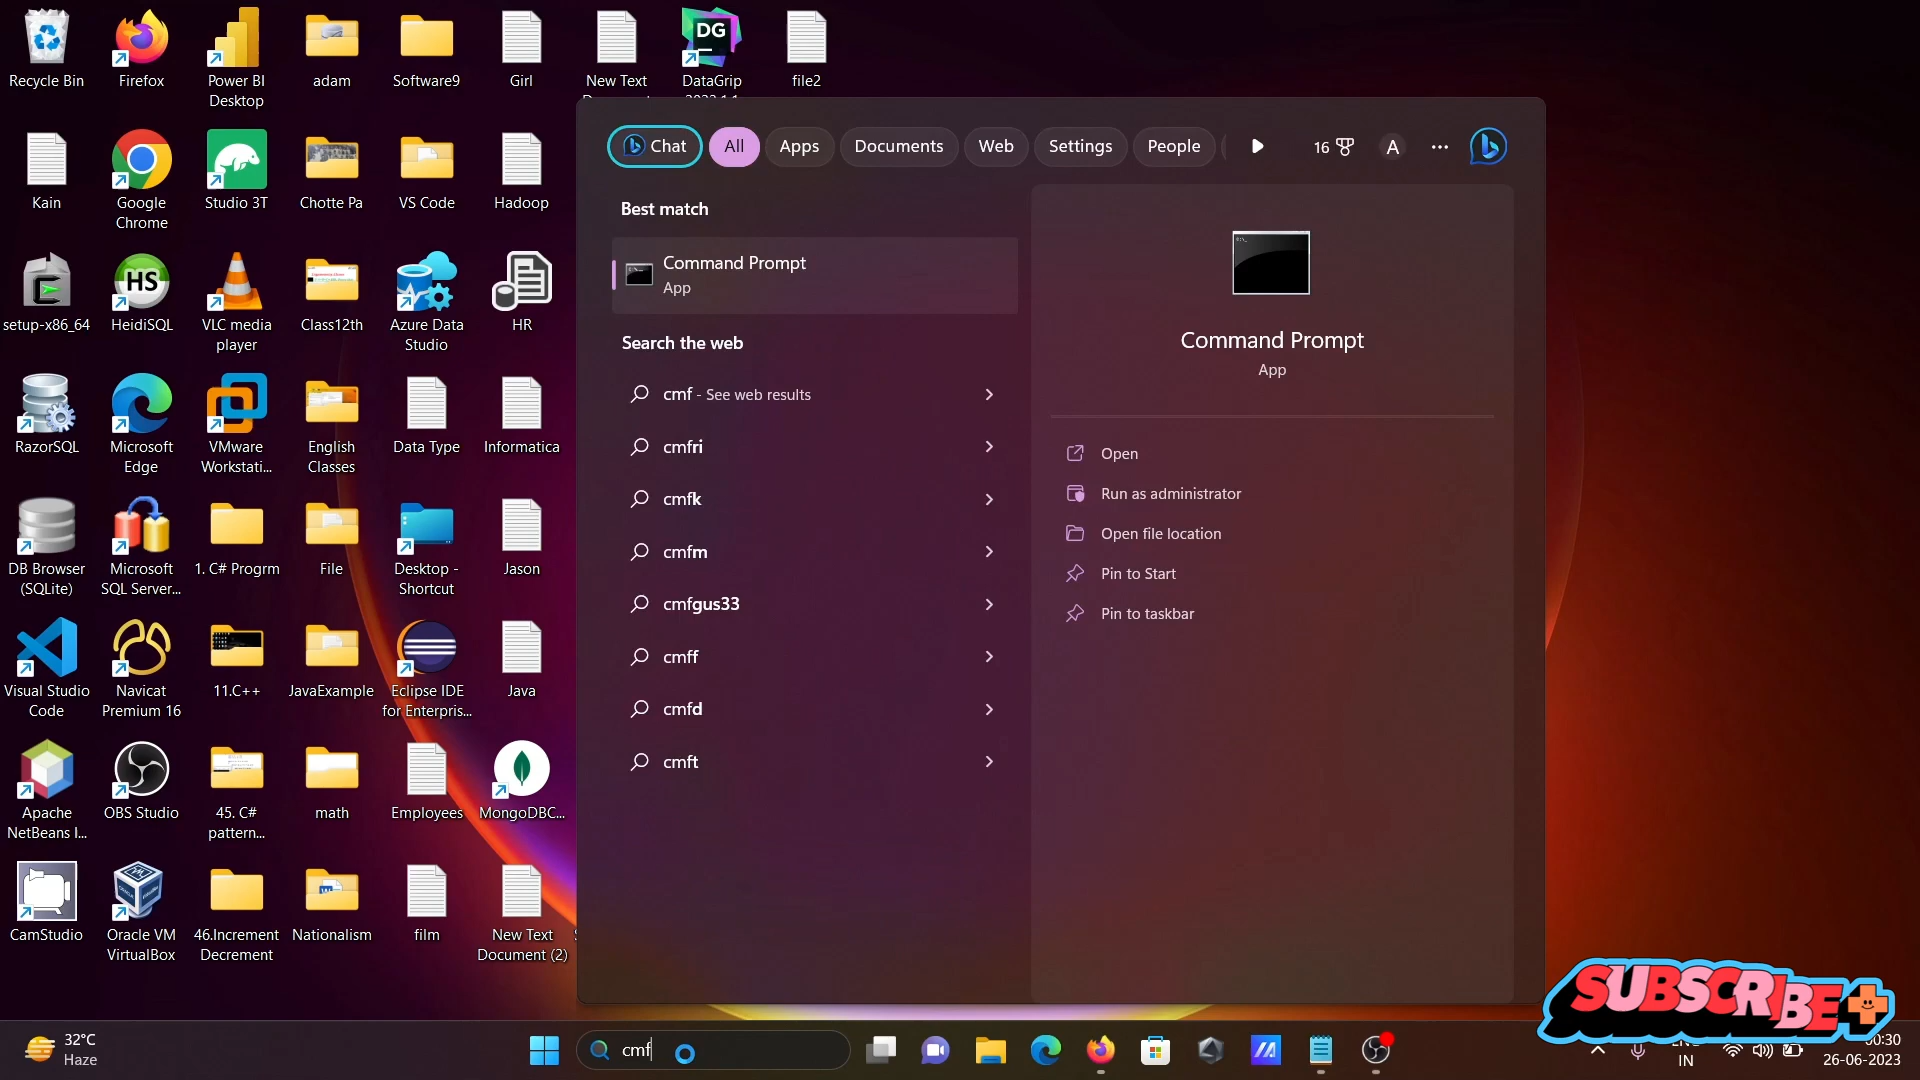 Recycle Bin
Firefox
Power BI
Desktop
adam
Software9
Girl
New Text
DG
DataGrip
file2
Kain
Google
Chrome
Studio 3T
Chotte Pa
VS Code
Hadoop
setup-x86_64
HS
HeidiSQL
VLC media
player
Class12th
Azure Data
Studio
HR
RazorSQL
Microsoft
Edge
VMware
Workstati...
English
Classes
Data Type
Informatica
DB Browser
(SQLite)
Microsoft
SQL Server...
1. C# Progrm
File
Desktop -
Shortcut
Jason
Visual Studio
Code
Navicat
Premium 16
11.C++
JavaExample
Eclipse IDE
for Enterpris...
Java
Apache
NetBeans I...
OBS Studio
45. C#
pattern...
math
Employees
MongoDBC...
CamStudio
Oracle VM
VirtualBox
46.Increment
Decrement
Nationalism
film
New Text
Document (2)
Chat
All
Apps
Documents
Web
Settings
People
16
A
Best match
Command Prompt
App
Search the web
cmf - See web results
cmfri
cmfk
cmfm
cmfgus33
cmff
cmfd
cmft
Command Prompt
App
Open
Run as administrator
Open file location
Pin to Start
Pin to taskbar
SUBSCRIBE
32°C
Haze
cmf
IN
00:30
26-06-2023